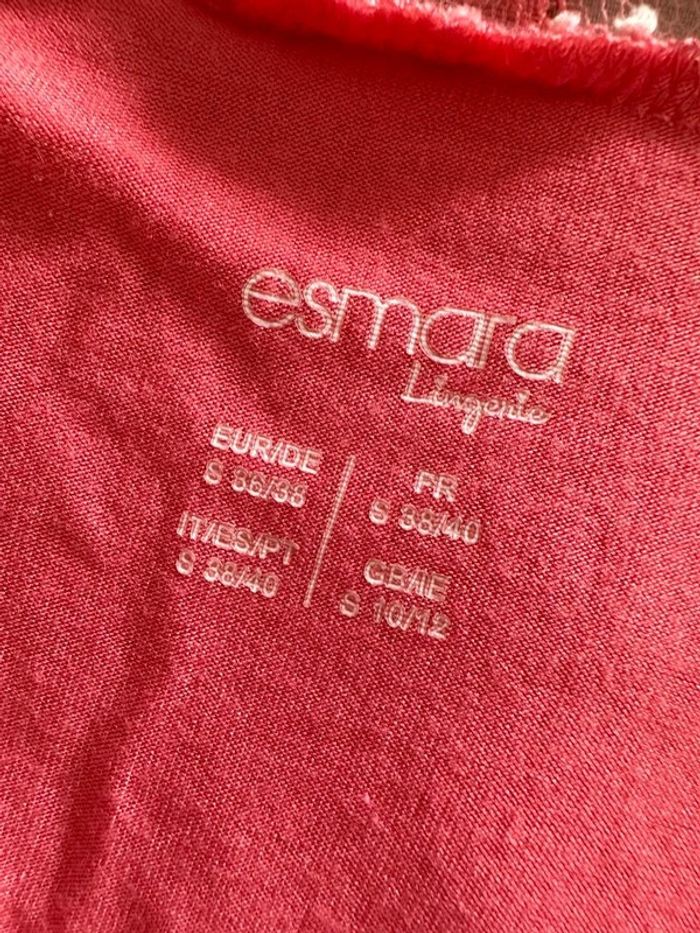 esmara
Lingerie
EUR/DE
S 36/38
FR
S 38/40
IT/ES/PT
S 38/40
GB/IE
S 10/12